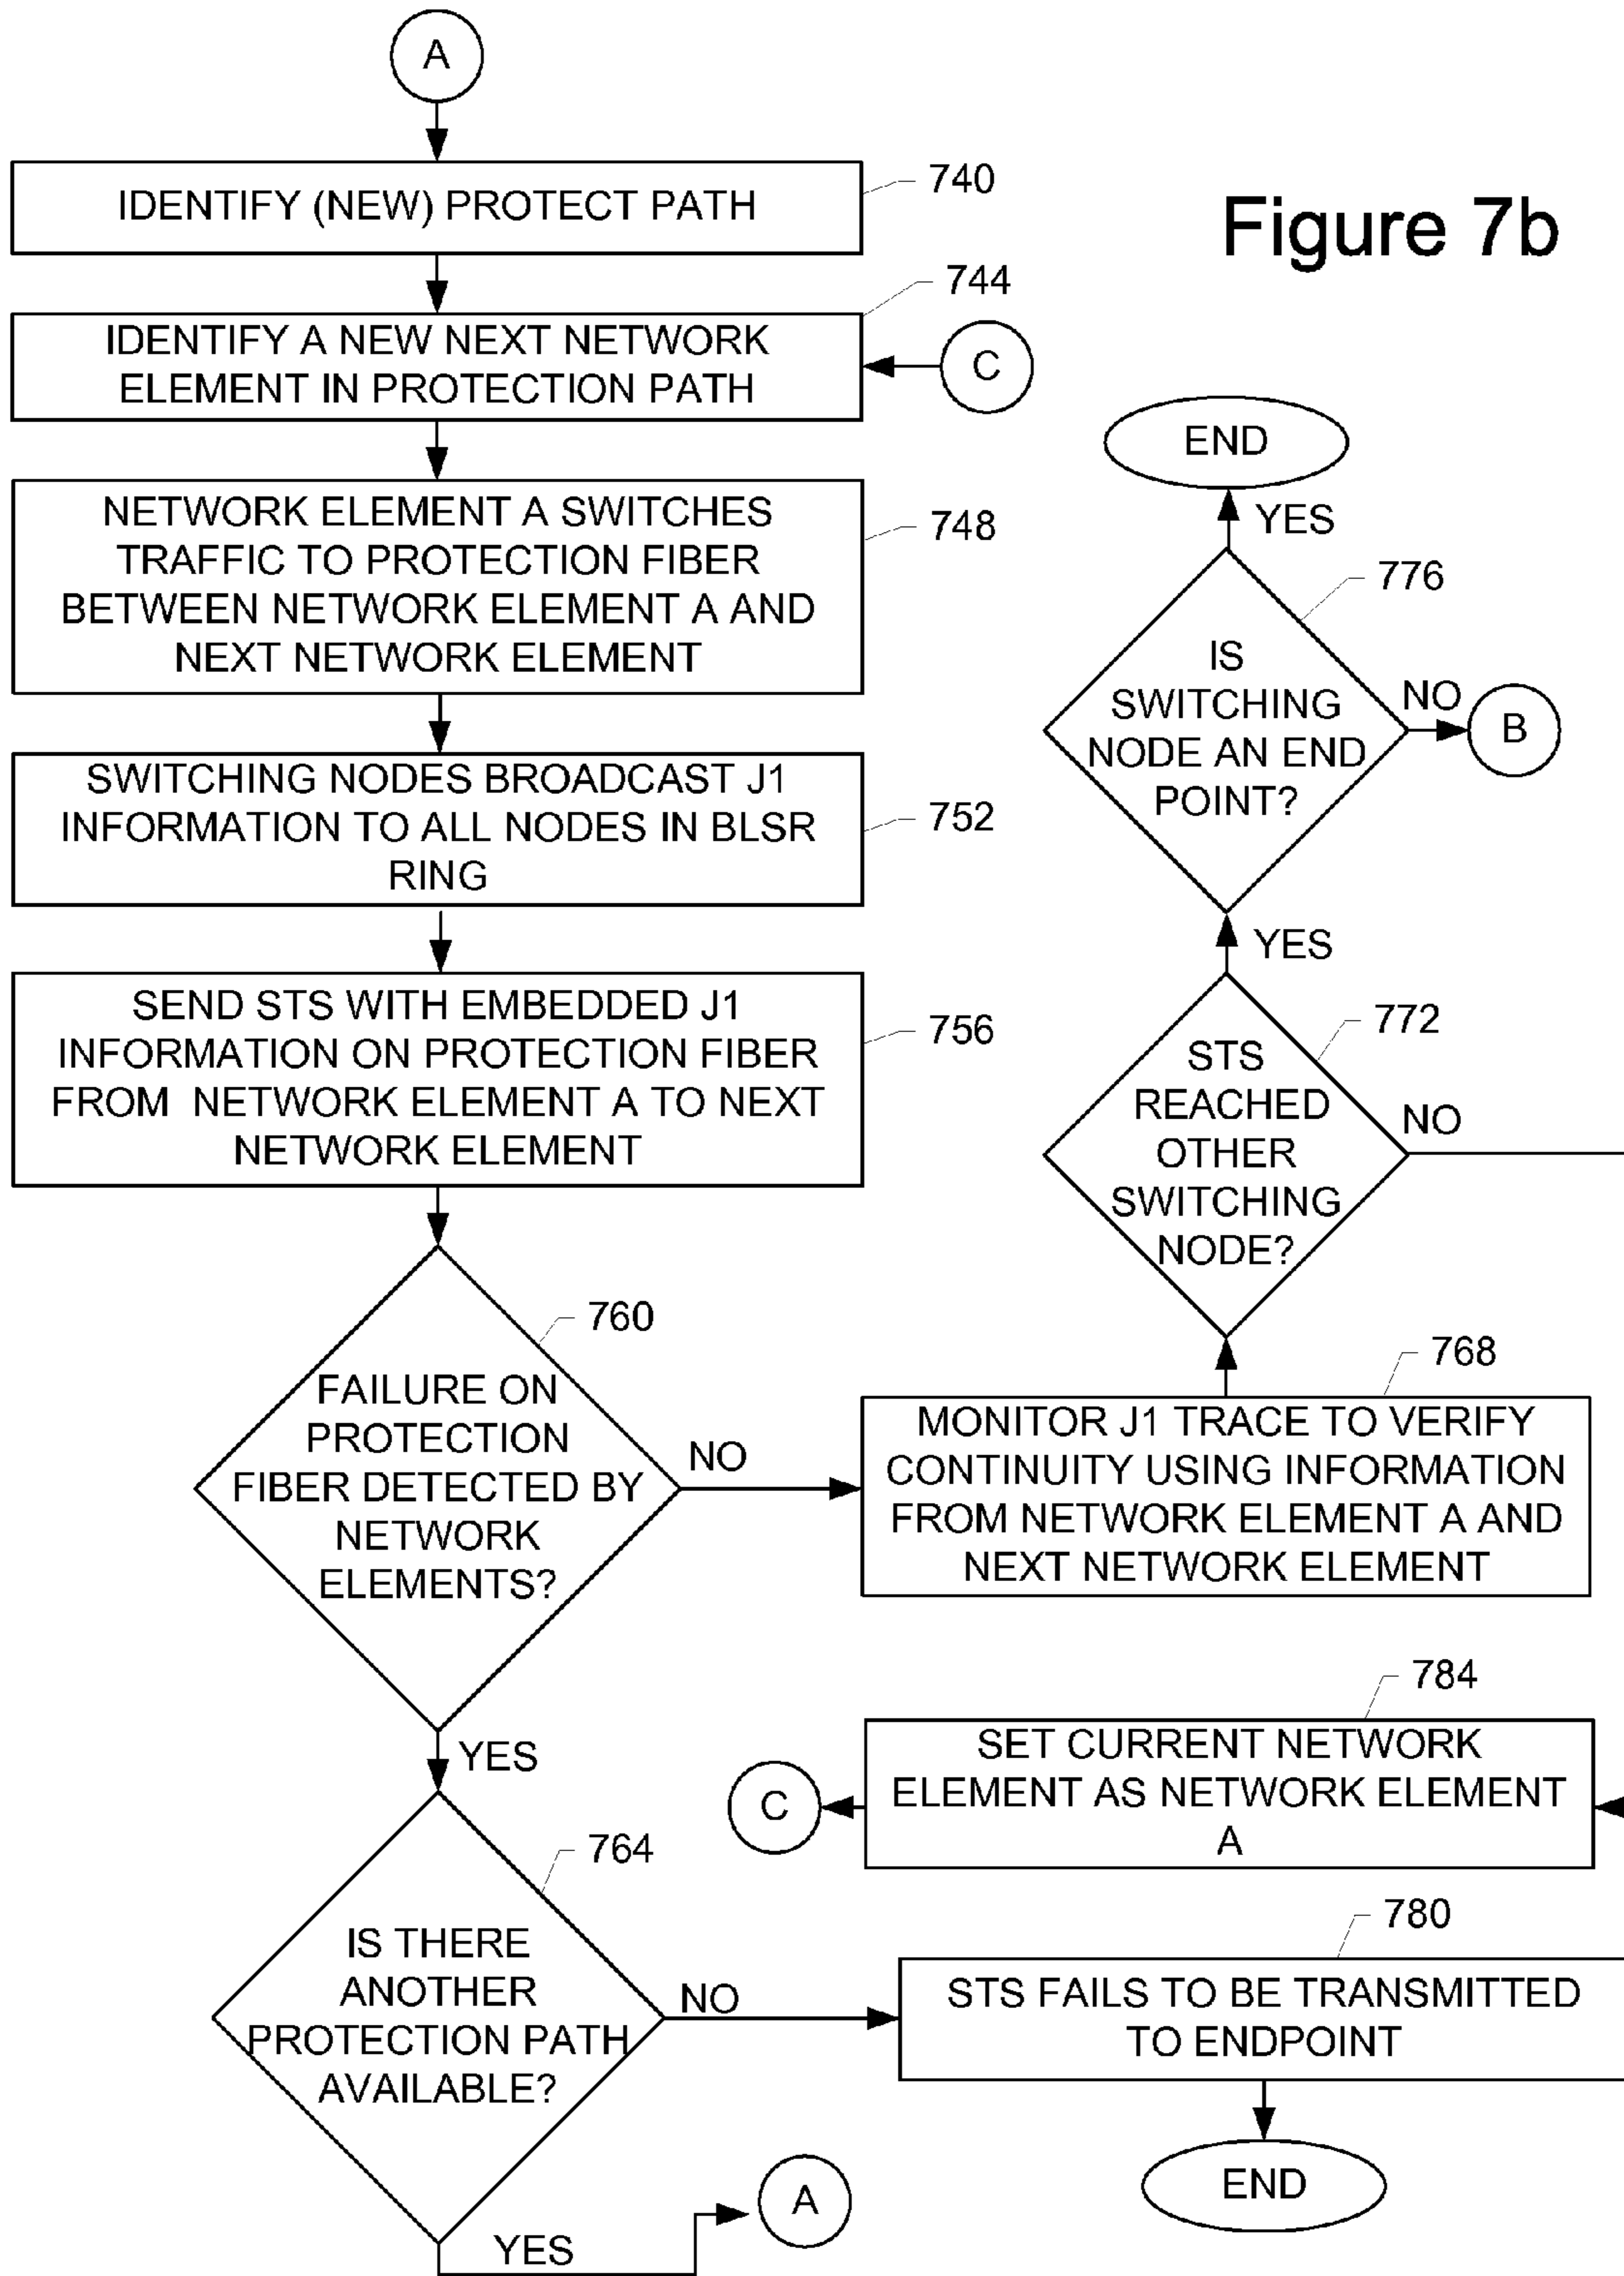 A
IDENTIFY (NEW) PROTECT PATH
740
Figure 7b
744
IDENTIFY A NEW NEXT NETWORK
ELEMENT IN PROTECTION PATH
C
NETWORK ELEMENT A SWITCHES
TRAFFIC TO PROTECTION FIBER
BETWEEN NETWORK ELEMENT A AND
NEXT NETWORK ELEMENT
748
SWITCHING NODES BROADCAST J1
INFORMATION TO ALL NODES IN BLSR
RING
752
SEND STS WITH EMBEDDED J1
INFORMATION ON PROTECTION FIBER
FROM NETWORK ELEMENT A TO NEXT
NETWORK ELEMENT
756
760
FAILURE ON
PROTECTION
FIBER DETECTED BY
NETWORK
ELEMENTS?
NO
YES
764
IS THERE
ANOTHER
PROTECTION PATH
AVAILABLE?
NO
YES
A
END
YES
776
IS
SWITCHING
NODE AN END
POINT?
NO
B
YES
772
STS
REACHED
OTHER
SWITCHING
NODE?
NO
768
MONITOR J1 TRACE TO VERIFY
CONTINUITY USING INFORMATION
FROM NETWORK ELEMENT A AND
NEXT NETWORK ELEMENT
784
SET CURRENT NETWORK
ELEMENT AS NETWORK ELEMENT
A
C
780
STS FAILS TO BE TRANSMITTED
TO ENDPOINT
END